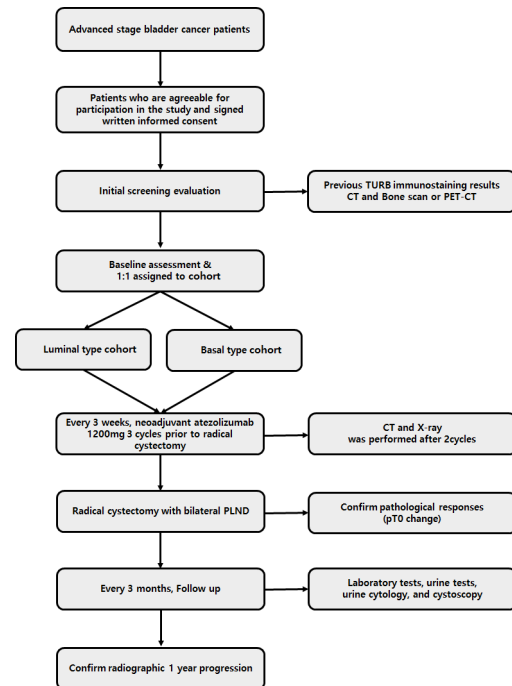 Advanced stage bladder cancer patients
Patients who are agreeable for
participation in the study and signed
written informed consent
Initial screening evaluation
Previous TURB immunostaining results
CT and Bone scan or PET-CT
Baseline assessment &
1:1 assigned to cohort
Luminal type cohort
Basal type cohort
Every 3 weeks, neoadjuvant atezolizumab
1200mg 3 cycles prior to radical
cystectomy
CT and X-ray
was performed after 2cycles
Radical cystectomy with bilateral PLND
Confirm pathological responses
(pT0 change)
Every 3 months, Follow up
Laboratory tests, urine tests,
urine cytology, and cystoscopy
Confirm radiographic 1 year progression